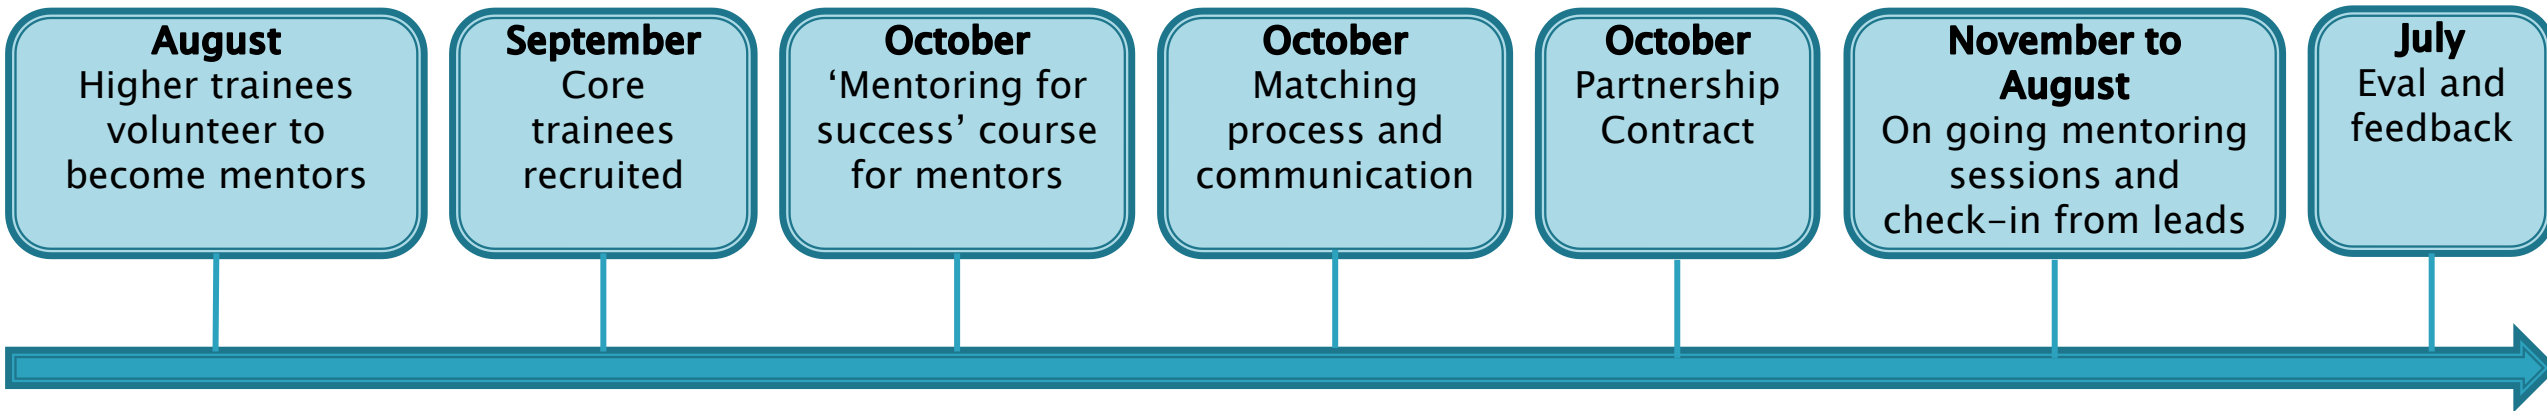 August
Higher trainees
volunteer to
become mentors
September
Core
trainees
recruited
October
‘Mentoring for
success’ course
for mentors
October
Matching
process and
communication
October
Partnership
Contract
November to
August
On going mentoring
sessions and
check-in from leads
July
Eval and
feedback